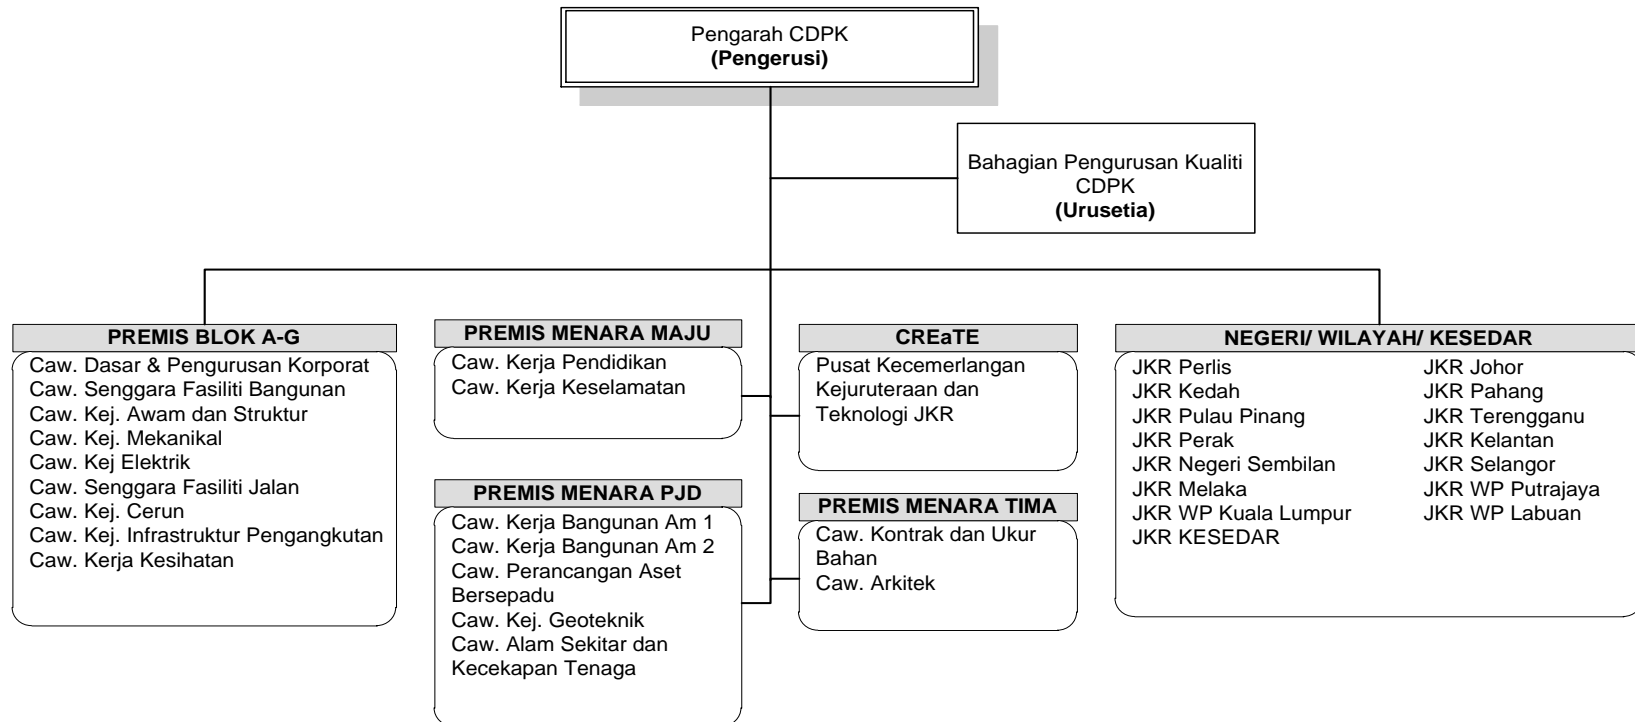 Pengarah CDPK
(Pengerusi)
Bahagian Pengurusan Kualiti
CDPK
(Urusetia)
PREMIS BLOK A-G
Caw. Dasar & Pengurusan Korporat
Caw. Senggara Fasiliti Bangunan
Caw. Kej. Awam dan Struktur
Caw. Kej. Mekanikal
Caw. Kej Elektrik
Caw. Senggara Fasiliti Jalan
Caw. Kej. Cerun
Caw. Kej. Infrastruktur Pengangkutan
Caw. Kerja Kesihatan
PREMIS MENARA MAJU
Caw. Kerja Pendidikan
Caw. Kerja Keselamatan
PREMIS MENARA PJD
Caw. Kerja Bangunan Am 1
Caw. Kerja Bangunan Am 2
Caw. Perancangan Aset
Bersepadu
Caw. Kej. Geoteknik
Caw. Alam Sekitar dan
Kecekapan Tenaga
CREaTE
Pusat Kecemerlangan
Kejuruteraan dan
Teknologi JKR
PREMIS MENARA TIMA
Caw. Kontrak dan Ukur
Bahan
Caw. Arkitek
NEGERI/ WILAYAH/ KESEDAR
JKR Perlis
JKR Kedah
JKR Pulau Pinang
JKR Perak
JKR Negeri Sembilan
JKR Melaka
JKR WP Kuala Lumpur
JKR KESEDAR
JKR Johor
JKR Pahang
JKR Terengganu
JKR Kelantan
JKR Selangor
JKR WP Putrajaya
JKR WP Labuan